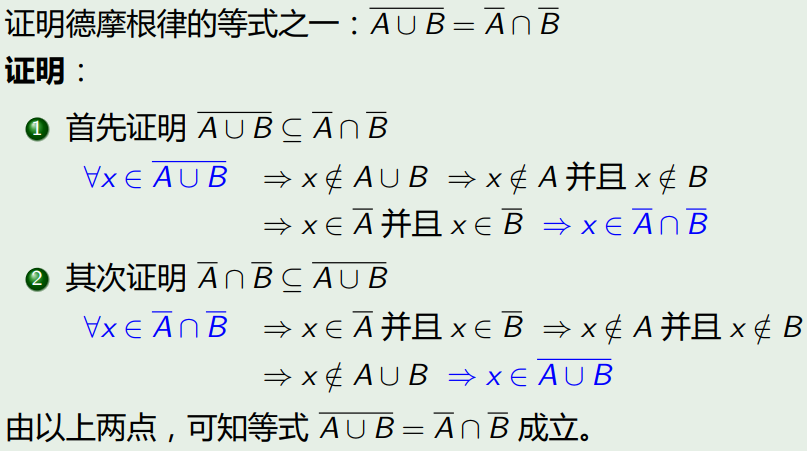 证明德摩根律的等式之一：$\overline{A \cup B} = \overline{A} \cap \overline{B}$
证明：
1 首先证明 $\overline{A \cup B} \subseteq \overline{A} \cap \overline{B}$
$\forall x \in \overline{A \cup B}$ $\Rightarrow x \notin A \cup B$ $\Rightarrow x \notin A$ 并且 $x \notin B$
$\Rightarrow x \in \overline{A}$ 并且 $x \in \overline{B}$ $\Rightarrow x \in \overline{A} \cap \overline{B}$
2 其次证明 $\overline{A} \cap \overline{B} \subseteq \overline{A \cup B}$
$\forall x \in \overline{A} \cap \overline{B}$ $\Rightarrow x \in \overline{A}$ 并且 $x \in \overline{B}$ $\Rightarrow x \notin A$ 并且 $x \notin B$
$\Rightarrow x \notin A \cup B$ $\Rightarrow x \in \overline{A \cup B}$
由以上两点，可知等式 $\overline{A \cup B} = \overline{A} \cap \overline{B}$ 成立。